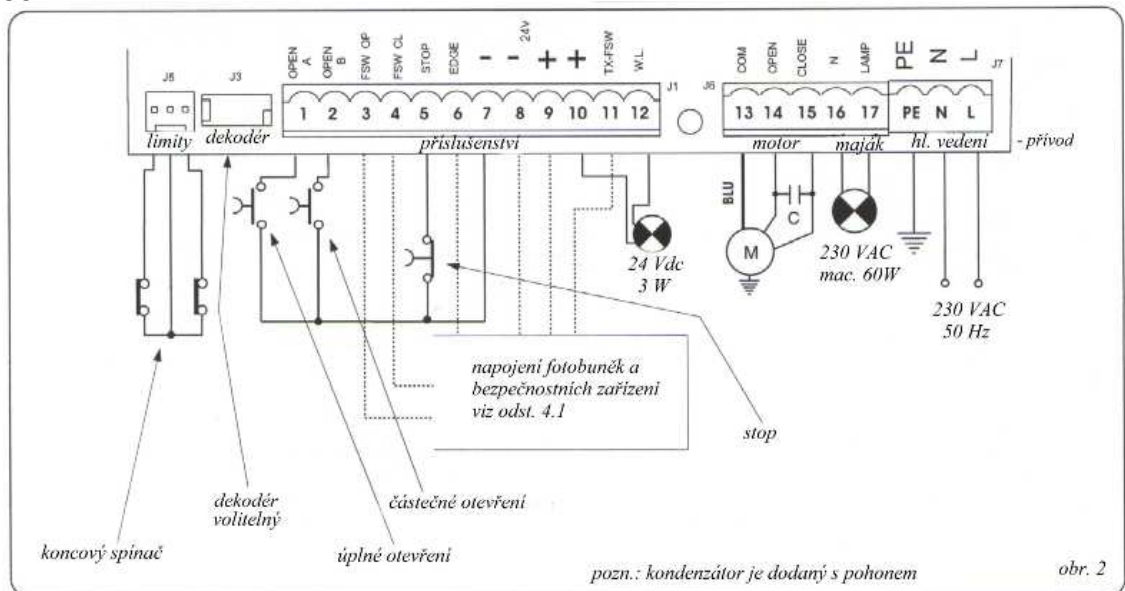 OPEN A
OPEN B
FSW OP
FSW CL
STOP
EDGE
-
-
24V
+
+
TX-FSW
W.L.
COM
OPEN
CLOSE
N
LAMP
PE
N
L
J5
J3
J1
J6
J7
1 2 3 4 5 6 7 8 9 10 11 12
13 14 15 16 17
PE N L
limity
dekodér
příslušenství
motor
maják
hl. vedení
- přívod
BLU
C
M
24 Vdc
3 W
230 VAC
mac. 60W
230 VAC
50 Hz
napojení fotobuněk a
bezpečnostních zařízení
viz odst. 4.1
stop
dekodér
volitelný
částečné otevření
koncový spínač
úplné otevření
pozn.: kondenzátor je dodaný s pohonem
obr. 2